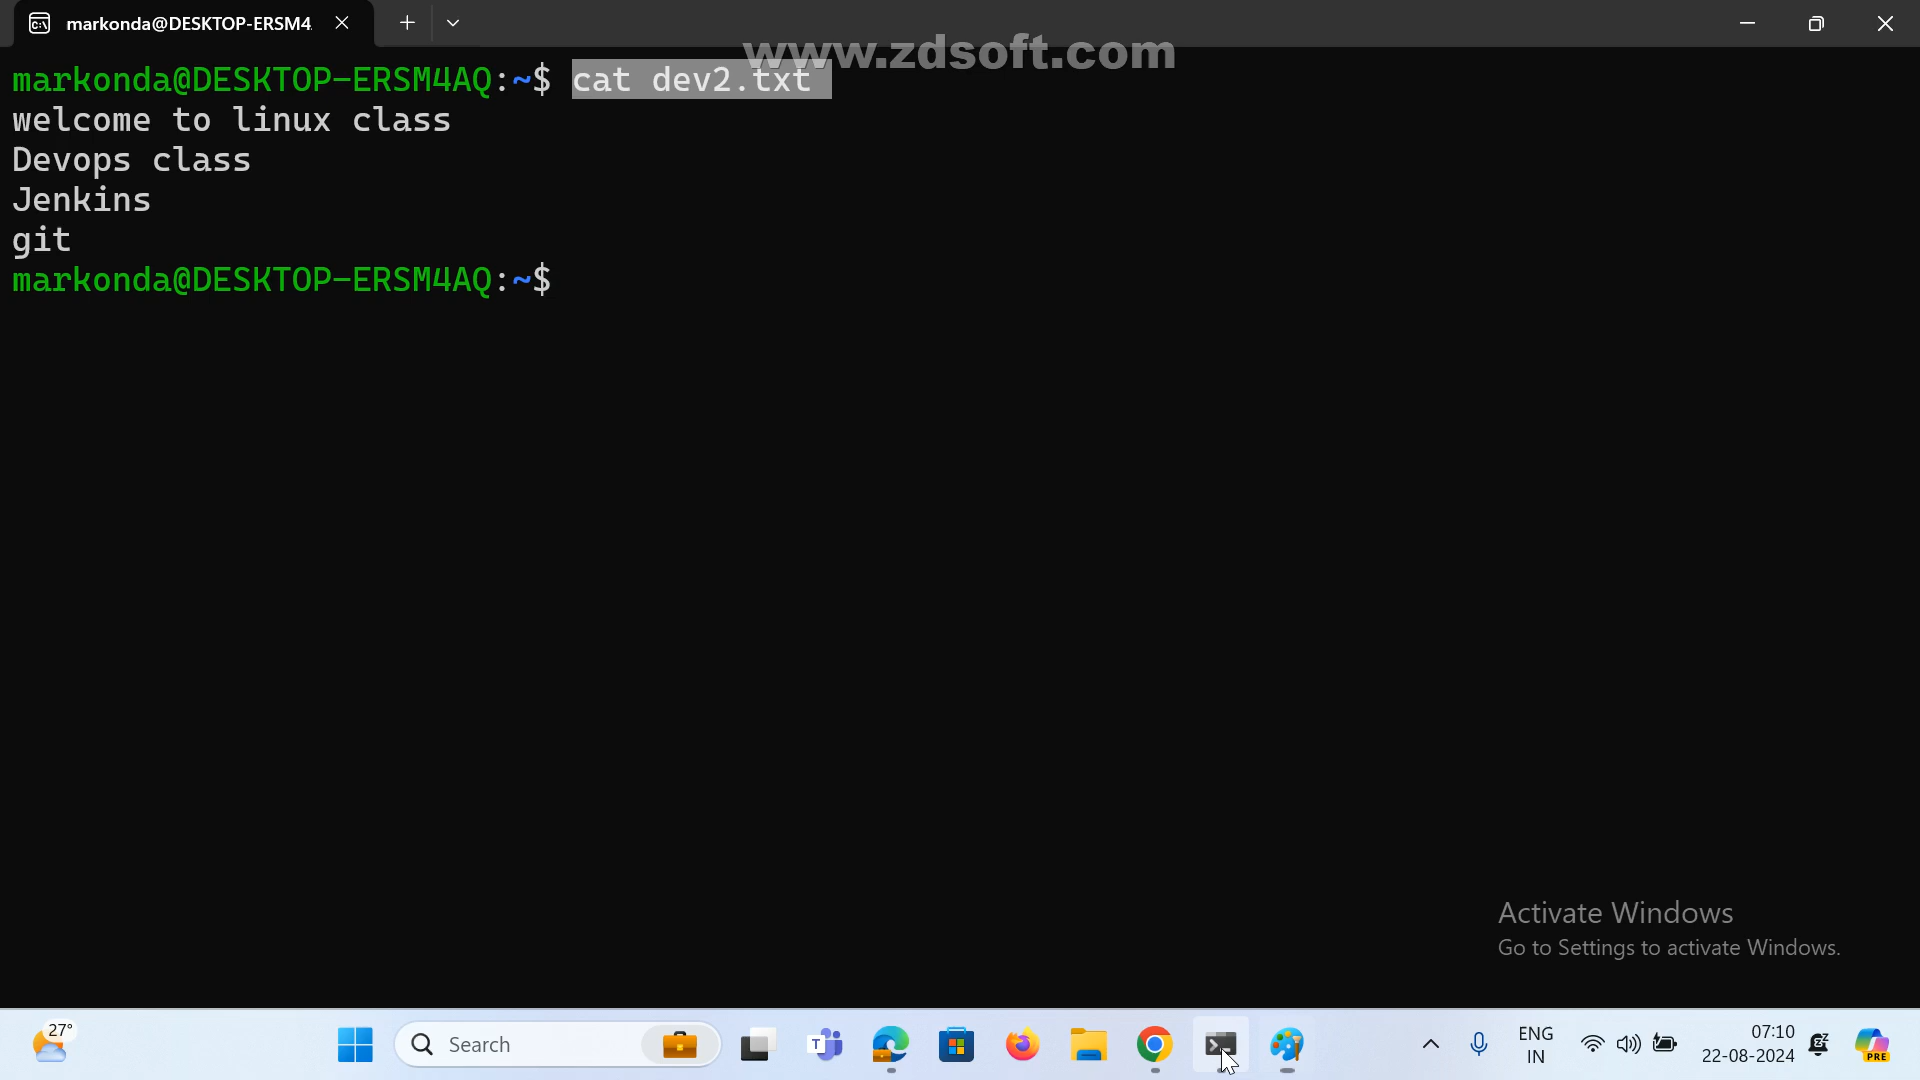 markonda@DESKTOP-ERSM4
www.zdsoft.com
markonda@DESKTOP-ERSM4AQ:~$ cat dev2.txt
welcome to linux class
Devops class
Jenkins
git
markonda@DESKTOP-ERSM4AQ:~$
Activate Windows
Go to Settings to activate Windows.
27°
Search
T
ENG
IN
07:10
22-08-2024
PRE